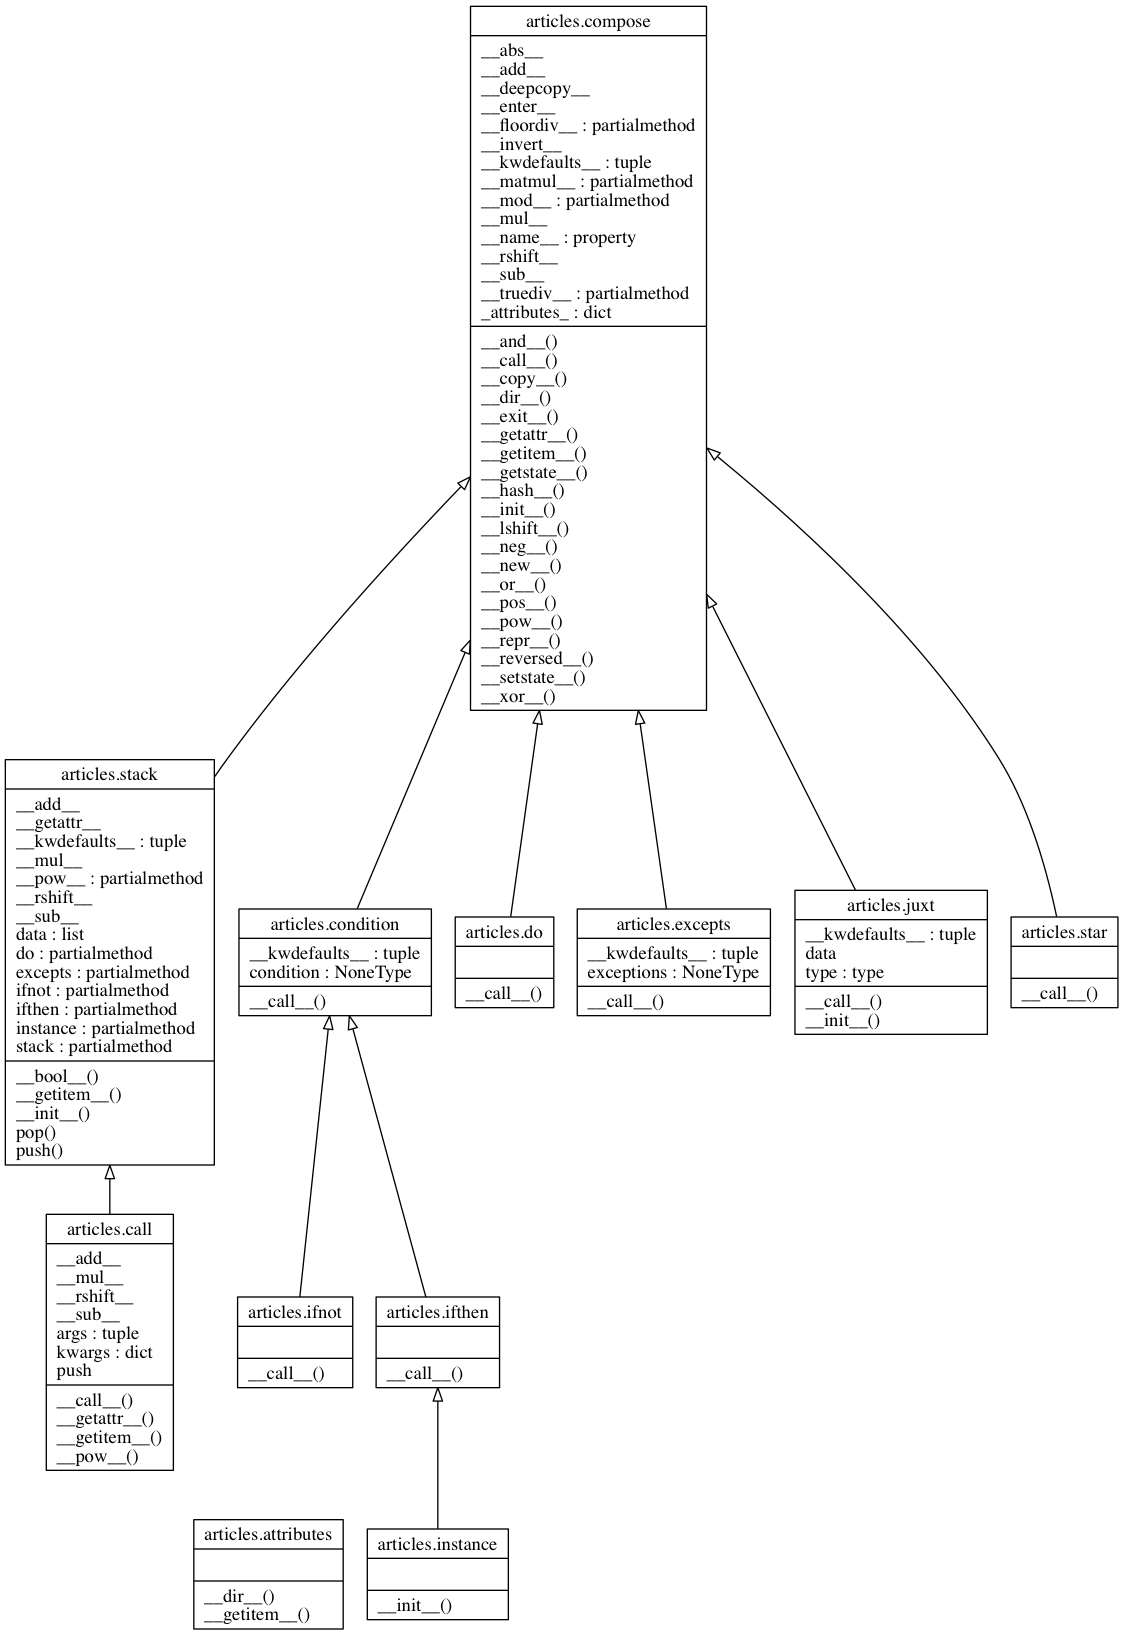 articles.compose
__abs__
__add__
__deepcopy__
__enter__
__floordiv__ : partialmethod
__invert__
__kwdefaults__ : tuple
__matmul__ : partialmethod
__mod__ : partialmethod
__mul__
__name__ : property
__rshift__
__sub__
__truediv__ : partialmethod
_attributes_ : dict
__and__()
__call__()
__copy__()
__dir__()
__exit__()
__getattr__()
__getitem__()
__getstate__()
__hash__()
__init__()
__lshift__()
__neg__()
__new__()
__or__()
__pos__()
__pow__()
__repr__()
__reversed__()
__setstate__()
__xor__()
articles.stack
__add__
__getattr__
__kwdefaults__ : tuple
__mul__
__pow__ : partialmethod
__rshift__
__sub__
data : list
do : partialmethod
excepts : partialmethod
ifnot : partialmethod
ifthen : partialmethod
instance : partialmethod
stack : partialmethod
__bool__()
__getitem__()
__init__()
pop()
push()
articles.condition
__kwdefaults__ : tuple
condition : NoneType
__call__()
articles.do
__call__()
articles.excepts
__kwdefaults__ : tuple
exceptions : NoneType
__call__()
articles.juxt
__kwdefaults__ : tuple
data
type : type
__call__()
__init__()
articles.star
__call__()
articles.call
__add__
__mul__
__rshift__
__sub__
args : tuple
kwargs : dict
push
__call__()
__getattr__()
__getitem__()
__pow__()
articles.ifnot
__call__()
articles.ifthen
__call__()
articles.attributes
__dir__()
__getitem__()
articles.instance
__init__()